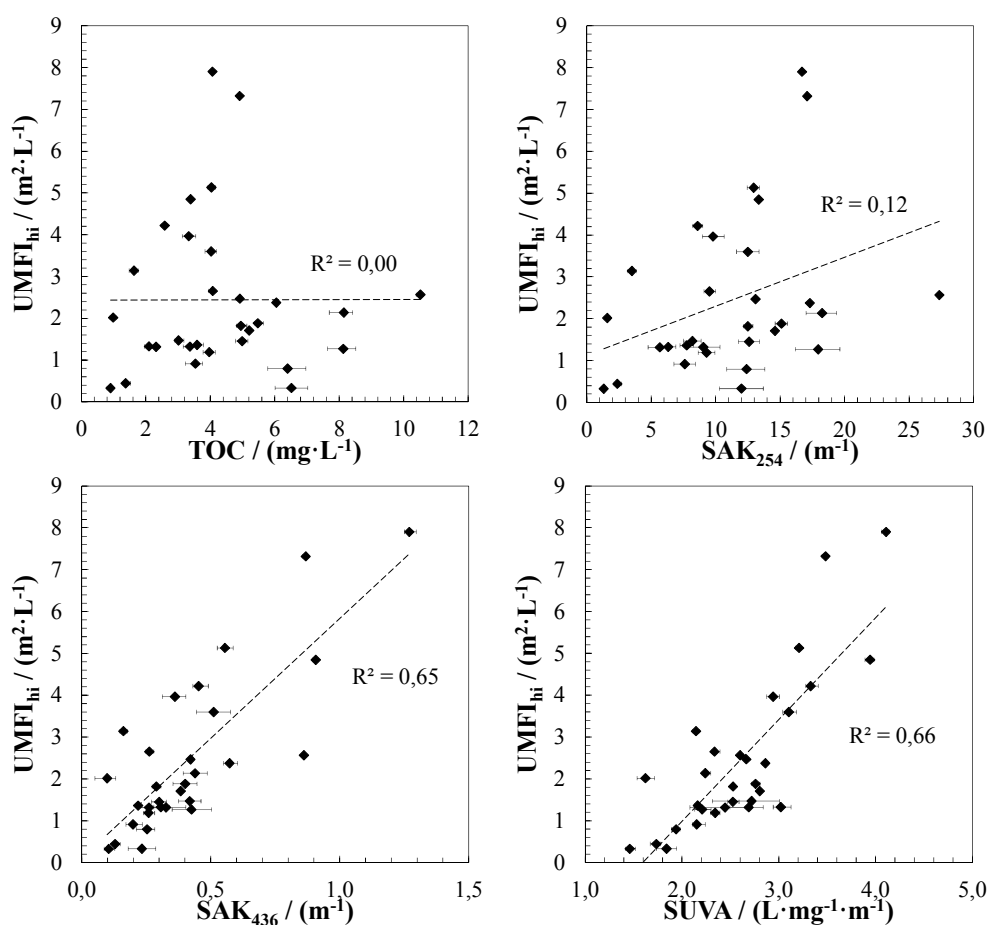 9
8
7
6
5
4
3
2
1
0
UMFI_hi / (m²·L⁻¹)
R² = 0,00
0 2 4 6 8 10 12
TOC / (mg·L⁻¹)
9
8
7
6
5
4
3
2
1
0
UMFI_hi / (m²·L⁻¹)
R² = 0,12
0 5 10 15 20 25 30
SAK₂₅₄ / (m⁻¹)
9
8
7
6
5
4
3
2
1
0
UMFI_hi / (m²·L⁻¹)
R² = 0,65
0,0 0,5 1,0 1,5
SAK₄₃₆ / (m⁻¹)
9
8
7
6
5
4
3
2
1
0
UMFI_hi / (m²·L⁻¹)
R² = 0,66
1,0 2,0 3,0 4,0 5,0
SUVA / (L·mg⁻¹·m⁻¹)